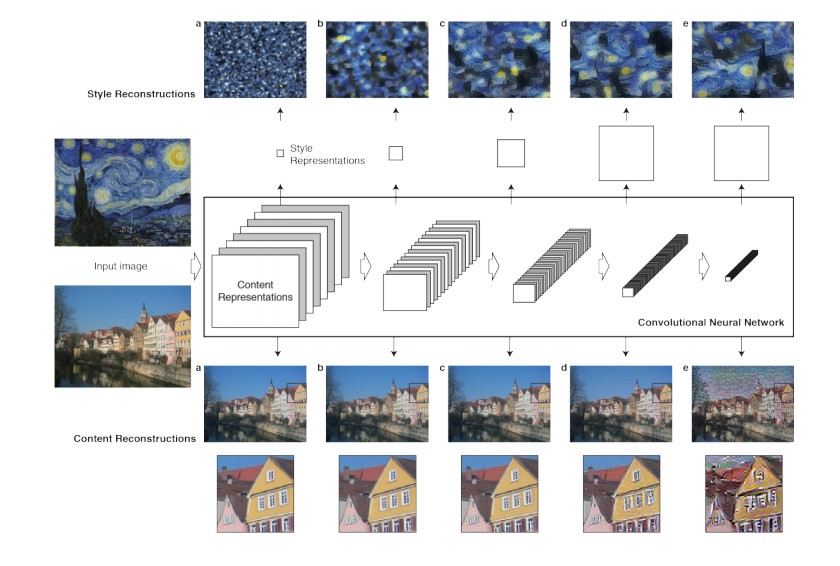 a b c d e
Style Reconstructions
Style
Representations
Input image
Content
Representations
Convolutional Neural Network
a b c d e
Content Reconstructions